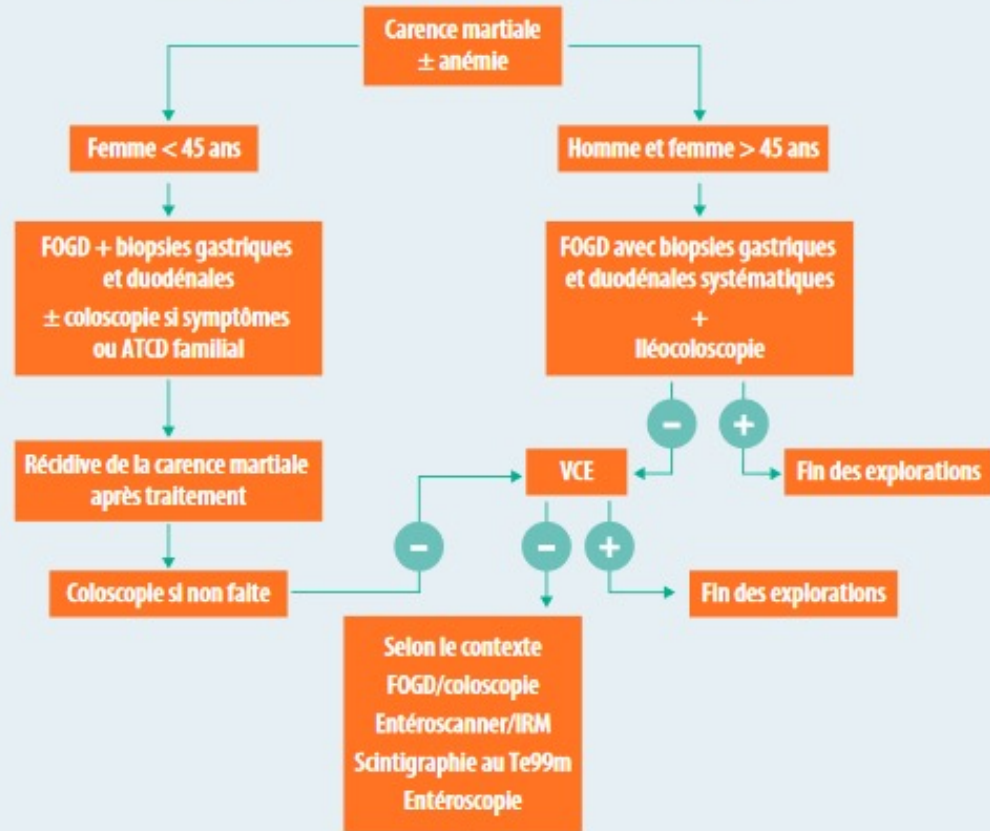 Carence martiale
± anémie
Femme < 45 ans
Homme et femme > 45 ans
FOGD + biopsies gastriques
et duodénales
± coloscopie si symptômes
ou ATCD familial
FOGD avec biopsies gastriques
et duodénales systématiques
+
Iléocoloscopie
-
+
Récidive de la carence martiale
après traitement
VCE
Fin des explorations
-
-
+
Coloscopie si non faite
Fin des explorations
Selon le contexte
FOGD/coloscopie
Entéroscanner/IRM
Scintigraphie au Te99m
Entéroscopie